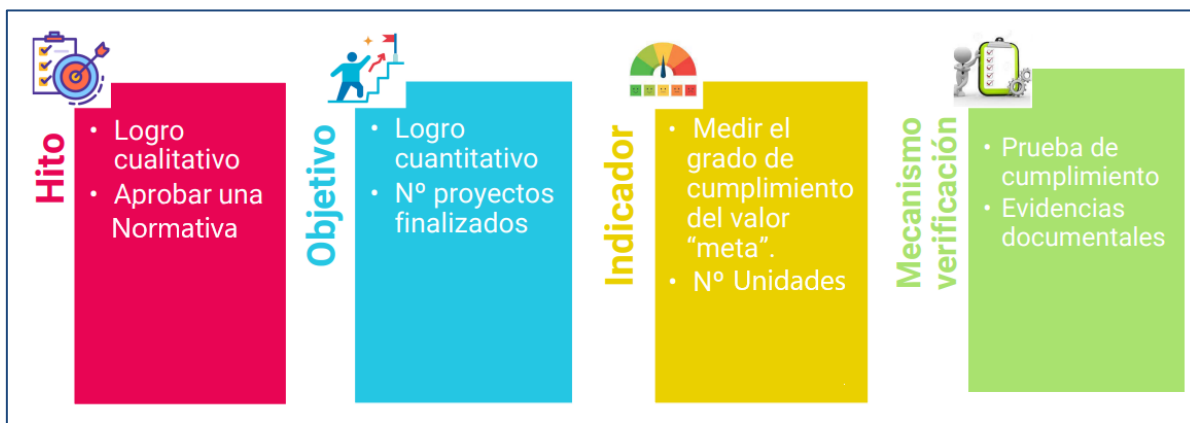 Hito
• Logro
cualitativo
• Aprobar una
Normativa
Objetivo
• Logro
cuantitativo
• Nº proyectos
finalizados
Indicador
• Medir el
grado de
cumplimiento
del valor
“meta”.
• Nº Unidades
Mecanismo
verificación
• Prueba de
cumplimiento
• Evidencias
documentales